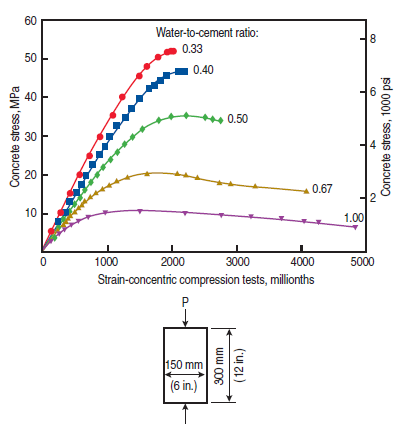 60
50
40
30
20
10
Concrete stress, MPa
Water-to-cement ratio:
0.33
0.40
0.50
0.67
1.00
8
6
4
2
Concrete stress, 1000 psi
0 1000 2000 3000 4000 5000
Strain-concentric compression tests, millionths
P
150 mm
(6 in.)
300 mm
(12 in.)